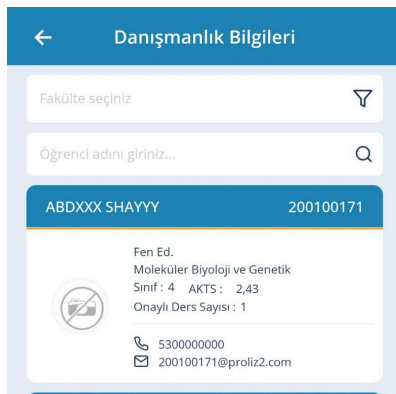 Danışmanlık Bilgileri
Fakülte seçiniz
Öğrenci adını giriniz...
ABDXXX SHAYYY 200100171
Fen Ed.
Moleküler Biyoloji ve Genetik
Sınıf : 4 AKTS : 2,43
Onaylı Ders Sayısı : 1
5300000000
200100171@proliz2.com